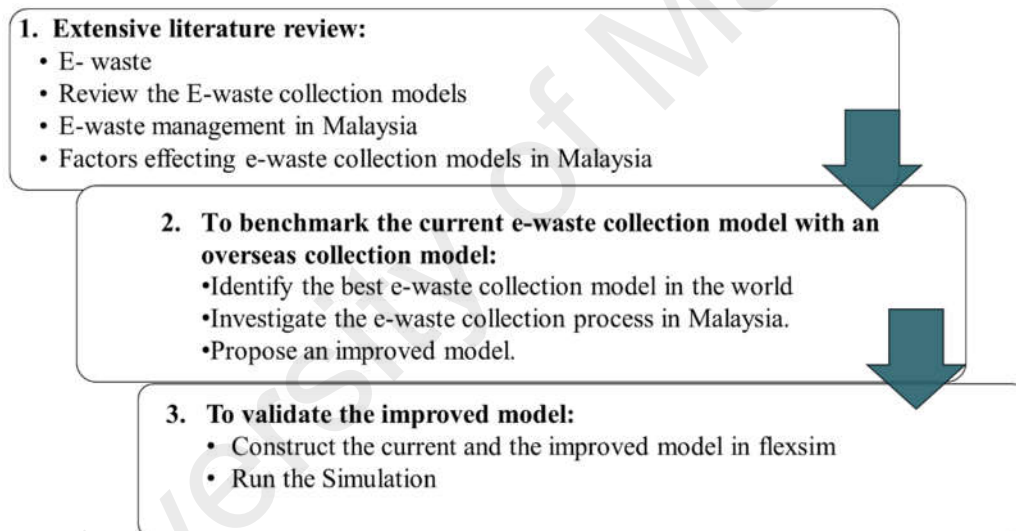 1. Extensive literature review:
• E- waste
• Review the E-waste collection models
• E-waste management in Malaysia
• Factors effecting e-waste collection models in Malaysia
2. To benchmark the current e-waste collection model with an
overseas collection model:
•Identify the best e-waste collection model in the world
•Investigate the e-waste collection process in Malaysia.
•Propose an improved model.
3. To validate the improved model:
• Construct the current and the improved model in flexsim
• Run the Simulation